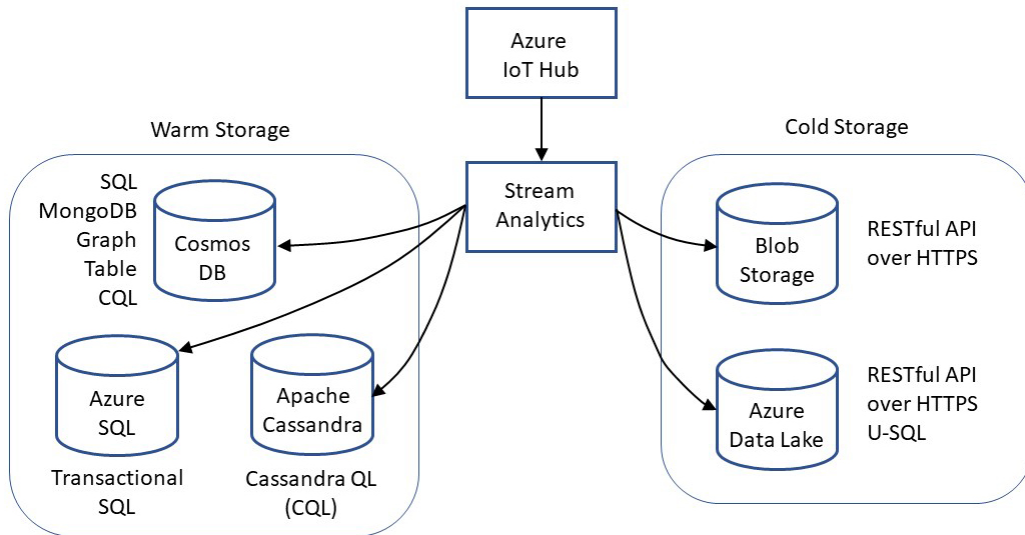 Azure
IoT Hub
Warm Storage
Cold Storage
Stream
Analytics
SQL
MongoDB
Graph
Table
CQL
Cosmos
DB
Blob
Storage
RESTful API
over HTTPS
Azure
SQL
Transactional
SQL
Apache
Cassandra
Cassandra QL
(CQL)
Azure
Data Lake
RESTful API
over HTTPS
U-SQL